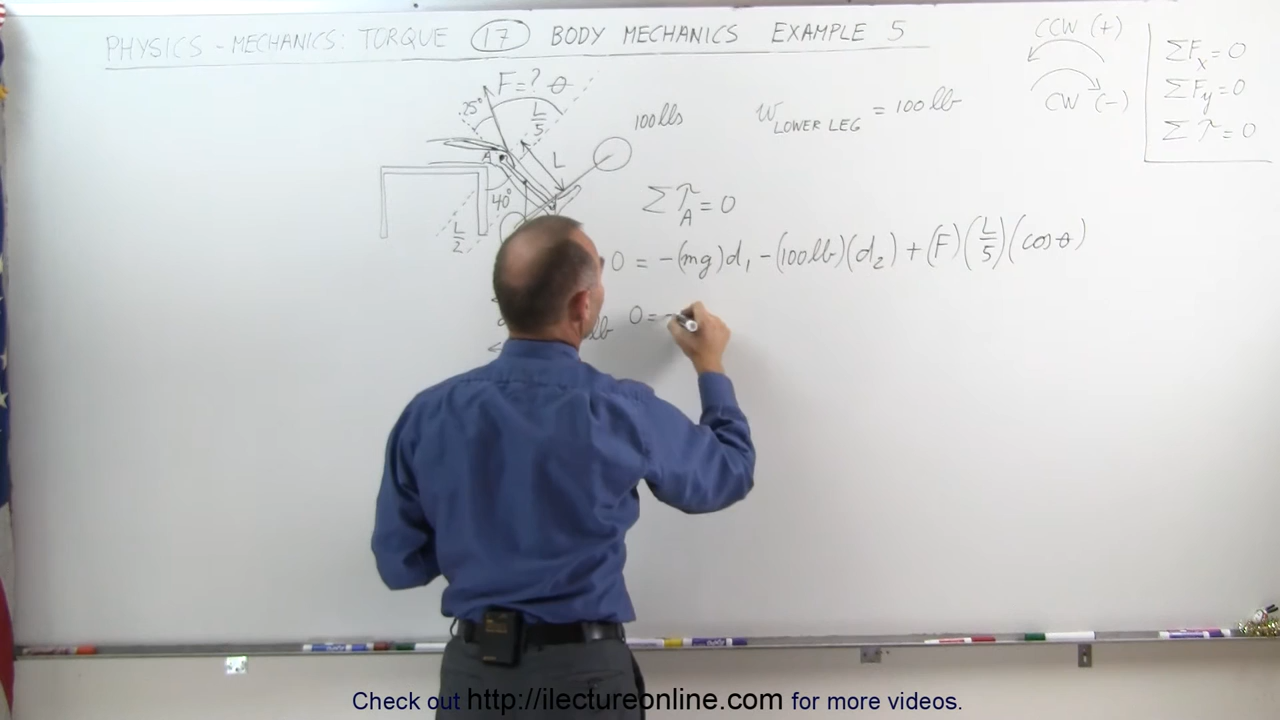 PHYSICS - MECHANICS: TORQUE 17 BODY MECHANICS EXAMPLE 5
CCW (+)
CW (-)
ΣFx = 0
ΣFy = 0
Στ = 0
F = ? θ
25°
L/5
100 lbs
W LOWER LEG = 100 lb
A
L
40°
L/2
Στ_A = 0
0 = -(mg)d₁ - (100lb)(d₂) + (F)(L/5)(cos θ)
0 = -
lb
Check out http://ilectureonline.com for more videos.